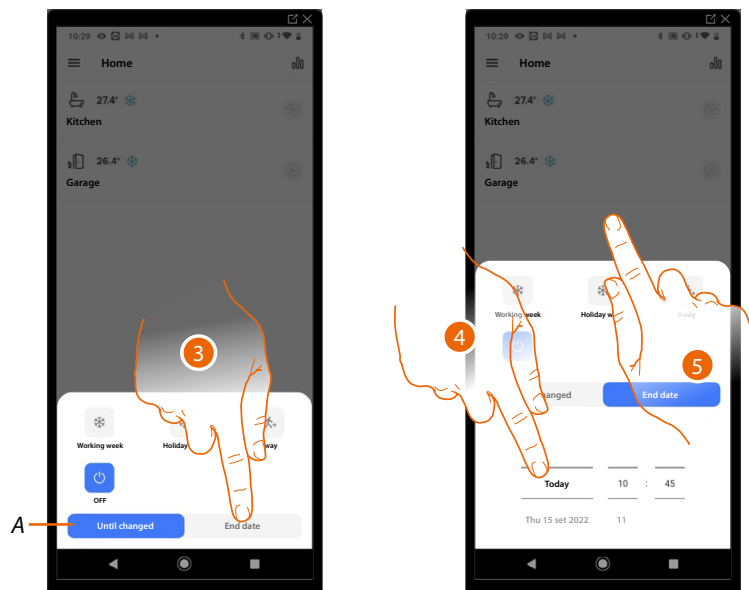 10:29
Home
27.4°
Kitchen
26.4°
Garage
3
Working week
Holiday
way
OFF
A
Until changed
End date
10:29
Home
27.4°
Kitchen
26.4°
Garage
4
Working week
Holiday w
Away
5
anged
End date
Today
10 : 45
Thu 15 set 2022
11